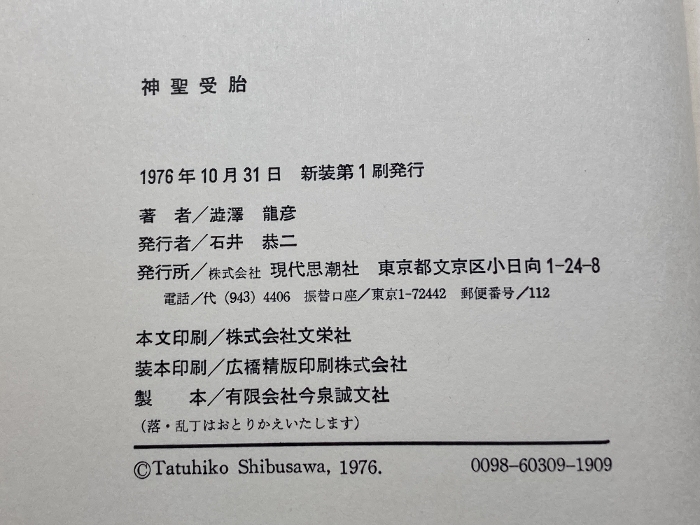 神聖受胎
1976年10月31日 新装第1刷発行
著 者／澁澤 龍彦
発行者／石井 恭二
発行所／株式会社 現代思潮社 東京都文京区小日向1-24-8
電話／代（943）4406 振替口座／東京1-72442 郵便番号／112
本文印刷／株式会社文栄社
装本印刷／広橋精版印刷株式会社
製 本／有限会社今泉誠文社
（落・乱丁はおとりかえいたします）
©Tatuhiko Shibusawa, 1976. 0098-60309-1909